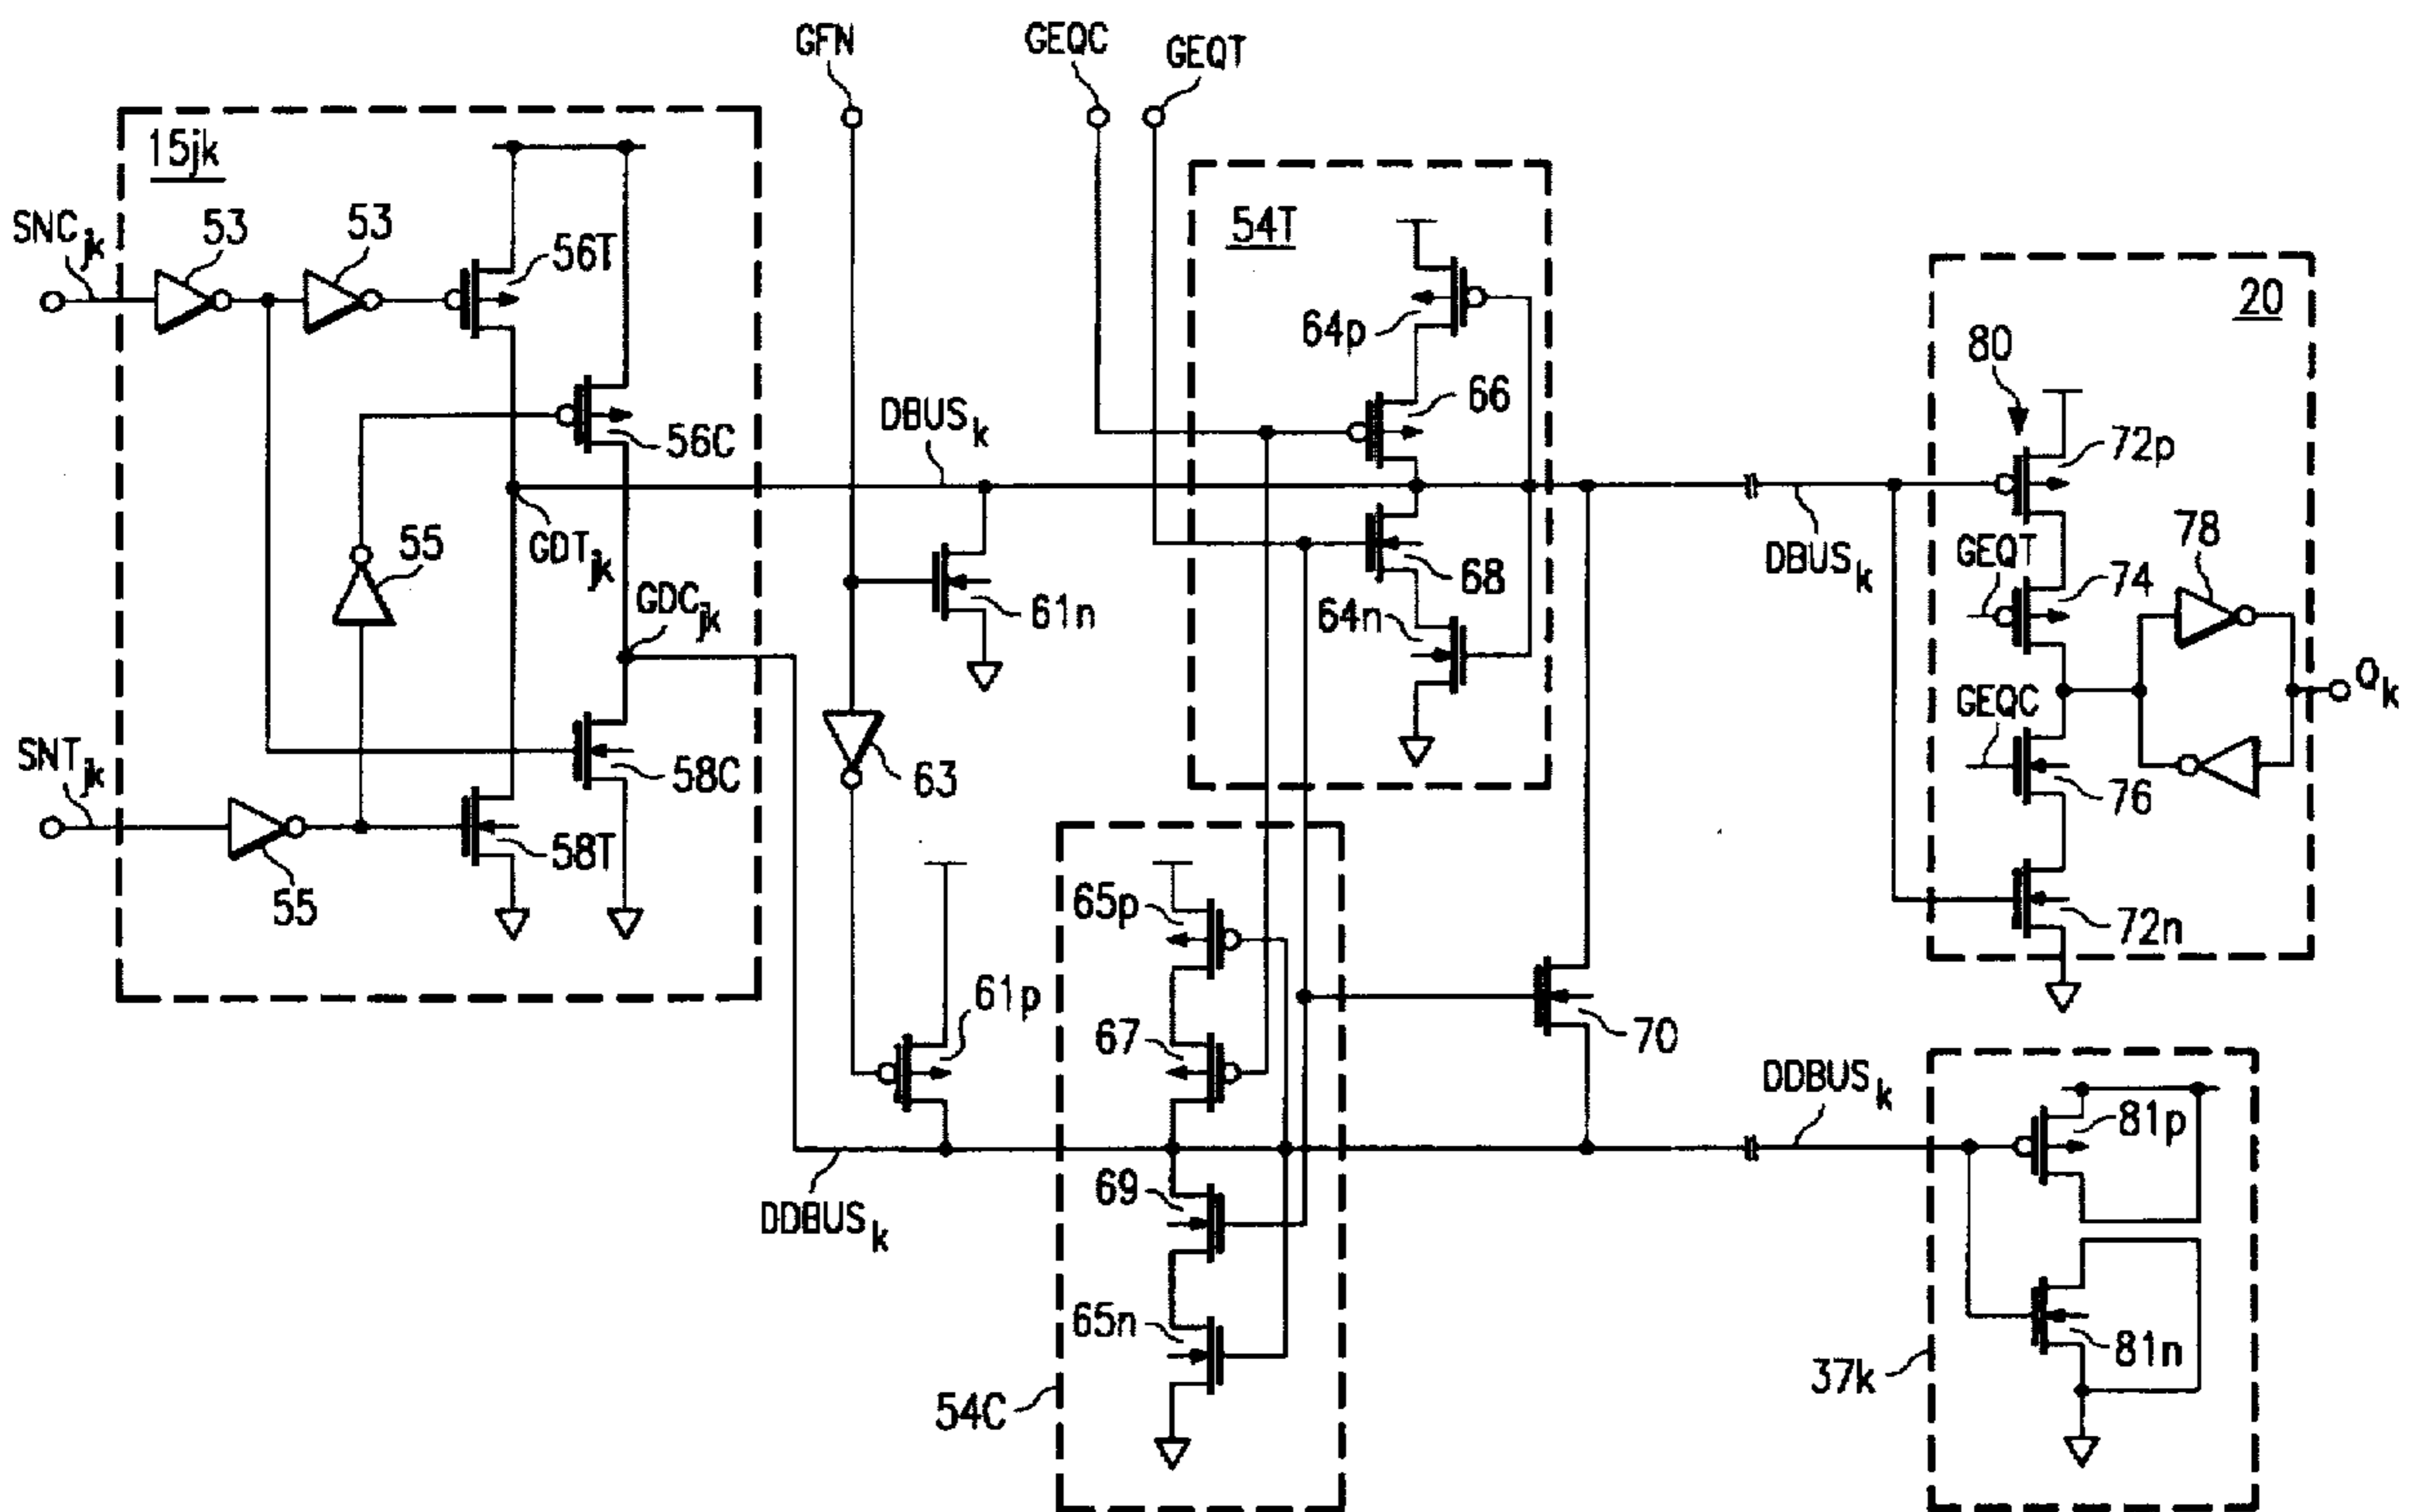 GFN
GEQC
GEQT
15jk
SNCjk
53
53
56T
54T
20
64p
80
66
DBUSk
56C
72p
55
GDTjk
78
DBUSk
GEQT
74
68
GDCjk
61n
64n
Qk
GEQC
SNTjk
58C
63
76
58T
55
65p
72n
61p
67
70
DDBUSk
81p
69
DDBUSk
65n
81n
37k
54C